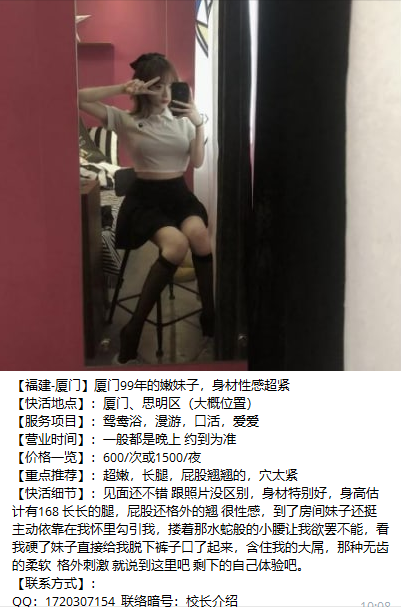 【福建-厦门】厦门99年的嫩妹子，身材性感超紧
【快活地点】：厦门、思明区（大概位置）
【服务项目】：鸳鸯浴，漫游，口活，爱爱
【营业时间】：一般都是晚上 约到为准
【价格一览】：600/次或1500/夜
【重点推荐】：超嫩，长腿，屁股翘翘的，穴太紧
【快活细节】：见面还不错 跟照片没区别，身材特别好，身高估
计有168 长长的腿，屁股还格外的翘 很性感，到了房间妹子还挺
主动依靠在我怀里勾引我，搂着那水蛇般的小腰让我欲罢不能，看
我硬了妹子直接给我脱下裤子口了起来，含住我的大屌，那种无齿
的柔软 格外刺激 就说到这里吧 剩下的自己体验吧。
【联系方式】：
QQ：1720307154 联络暗号：校长介绍
10:08